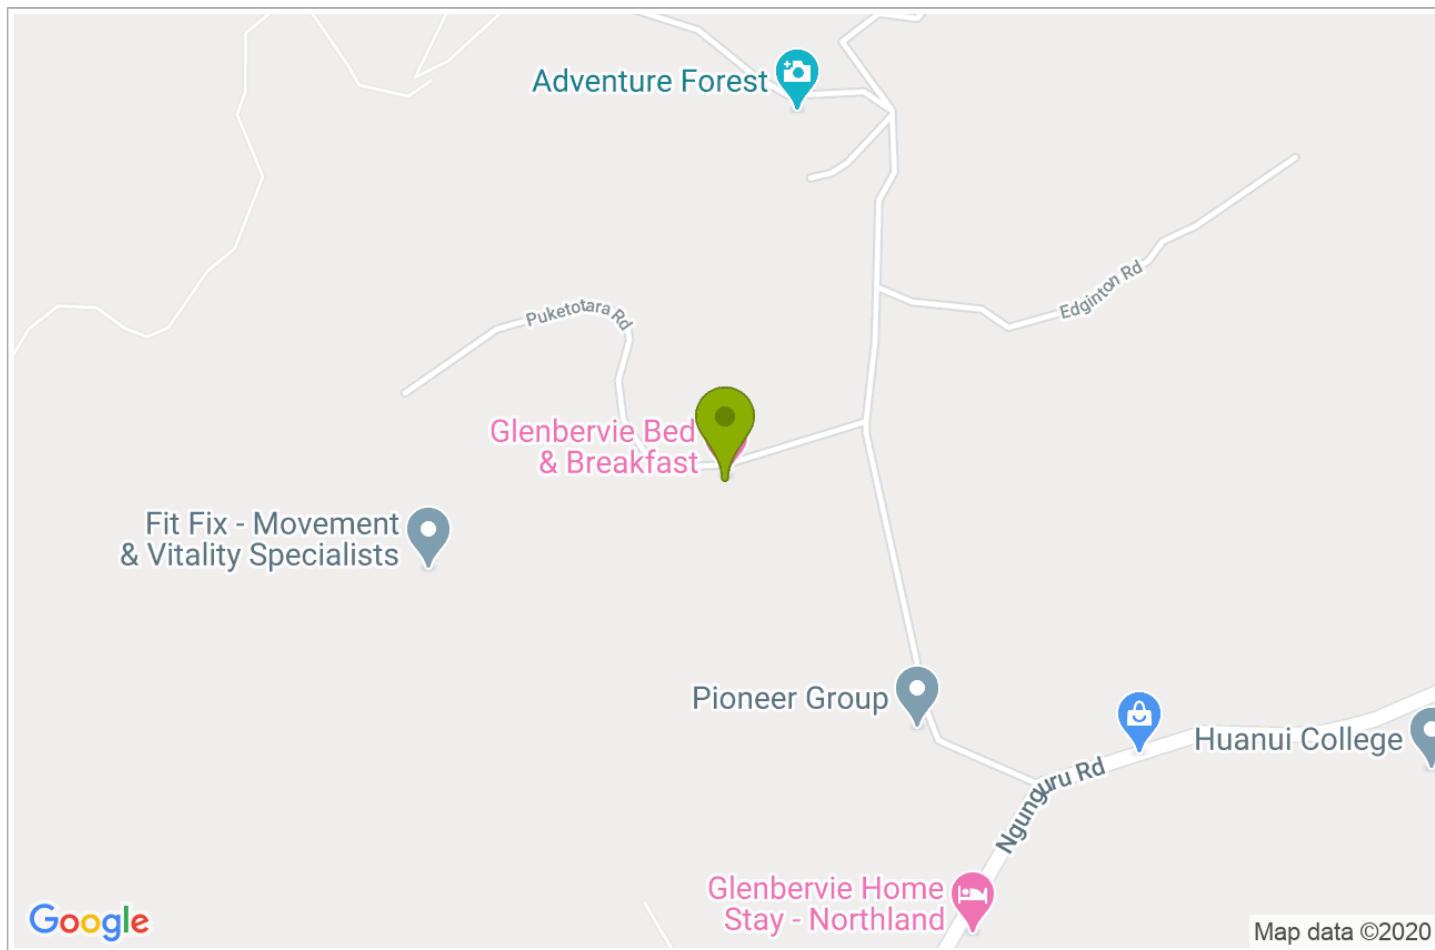 Adventure Forest
Edginton Rd
Puketotara Rd
Glenbervie Bed
& Breakfast
Fit Fix - Movement
& Vitality Specialists
Pioneer Group
Huanui College
Ngunguru Rd
Glenbervie Home
Stay - Northland
Google
Map data ©2020